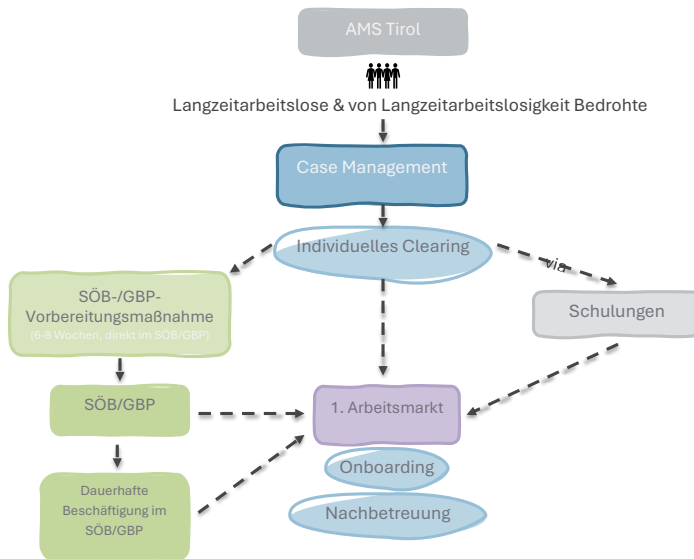 AMS Tirol
Langzeitarbeitslose & von Langzeitarbeitslosigkeit Bedrohte
Case Management
Individuelles Clearing
via
SÖB-/GBP-
Vorbereitungsmaßnahme
(6-8 Wochen, direkt im SÖB/GBP)
Schulungen
SÖB/GBP
1. Arbeitsmarkt
Onboarding
Nachbetreuung
Dauerhafte
Beschäftigung im
SÖB/GBP